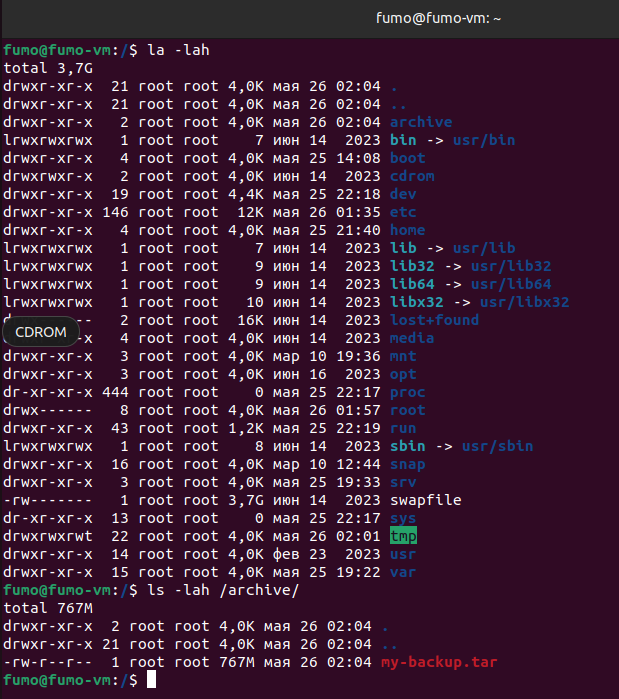 fumo@fumo-vm: ~
fumo@fumo-vm:/$ la -lah
total 3,7G
drwxr-xr-x  21 root root 4,0K мая 26 02:04 .
drwxr-xr-x  21 root root 4,0K мая 26 02:04 ..
drwxr-xr-x   2 root root 4,0K мая 26 02:04 archive
lrwxrwxrwx   1 root root    7 июн 14  2023 bin -> usr/bin
drwxr-xr-x   4 root root 4,0K мая 25 14:08 boot
drwxrwxr-x   2 root root 4,0K июн 14  2023 cdrom
drwxr-xr-x  19 root root 4,4K мая 25 22:18 dev
drwxr-xr-x 146 root root  12K мая 26 01:35 etc
drwxr-xr-x   4 root root 4,0K мая 25 21:40 home
lrwxrwxrwx   1 root root    7 июн 14  2023 lib -> usr/lib
lrwxrwxrwx   1 root root    9 июн 14  2023 lib32 -> usr/lib32
lrwxrwxrwx   1 root root    9 июн 14  2023 lib64 -> usr/lib64
lrwxrwxrwx   1 root root   10 июн 14  2023 libx32 -> usr/libx32
2 root root  16K июн 14  2023 lost+found
CDROM
4 root root 4,0K июн 14  2023 media
drwxr-xr-x   3 root root 4,0K мар 10 19:36 mnt
drwxr-xr-x   3 root root 4,0K июн 16  2023 opt
dr-xr-xr-x 444 root root    0 мая 25 22:17 proc
drwx------   8 root root 4,0K мая 26 01:57 root
drwxr-xr-x  43 root root 1,2K мая 25 22:19 run
lrwxrwxrwx   1 root root    8 июн 14  2023 sbin -> usr/sbin
drwxr-xr-x  16 root root 4,0K мар 10 12:44 snap
drwxr-xr-x   3 root root 4,0K мая 25 19:33 srv
-rw-------   1 root root 3,7G июн 14  2023 swapfile
dr-xr-xr-x  13 root root    0 мая 25 22:17 sys
drwxrwxrwt  22 root root 4,0K мая 26 02:01 tmp
drwxr-xr-x  14 root root 4,0K фев 23  2023 usr
drwxr-xr-x  15 root root 4,0K мая 25 19:22 var
fumo@fumo-vm:/$ ls -lah /archive/
total 767M
drwxr-xr-x  2 root root 4,0K мая 26 02:04 .
drwxr-xr-x 21 root root 4,0K мая 26 02:04 ..
-rw-r--r--  1 root root 767M мая 26 02:04 my-backup.tar
fumo@fumo-vm:/$